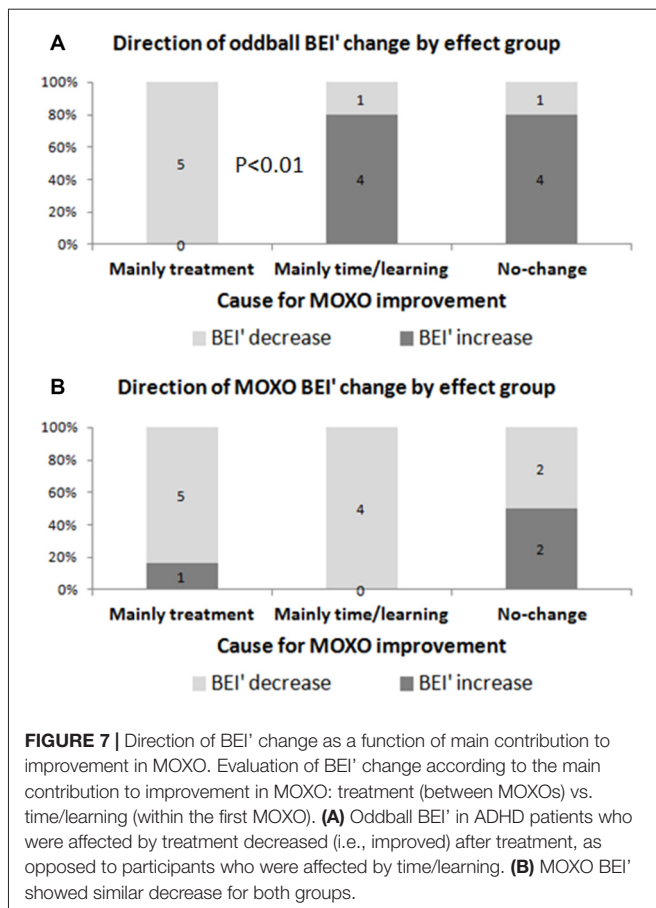 A
Direction of oddball BEI' change by effect group
100%
80%
60%
40%
20%
0%
5
0
P<0.01
1
4
1
4
Mainly treatment Mainly time/learning No-change
Cause for MOXO improvement
BEI' decrease BEI' increase
B
Direction of MOXO BEI' change by effect group
100%
80%
60%
40%
20%
0%
5
1
4
0
2
2
Mainly treatment Mainly time/learning No-change
Cause for MOXO improvement
BEI' decrease BEI' increase
FIGURE 7 | Direction of BEI’ change as a function of main contribution to
improvement in MOXO. Evaluation of BEI’ change according to the main
contribution to improvement in MOXO: treatment (between MOXOs) vs.
time/learning (within the first MOXO). (A) Oddball BEI’ in ADHD patients who
were affected by treatment decreased (i.e., improved) after treatment, as
opposed to participants who were affected by time/learning. (B) MOXO BEI’
showed similar decrease for both groups.